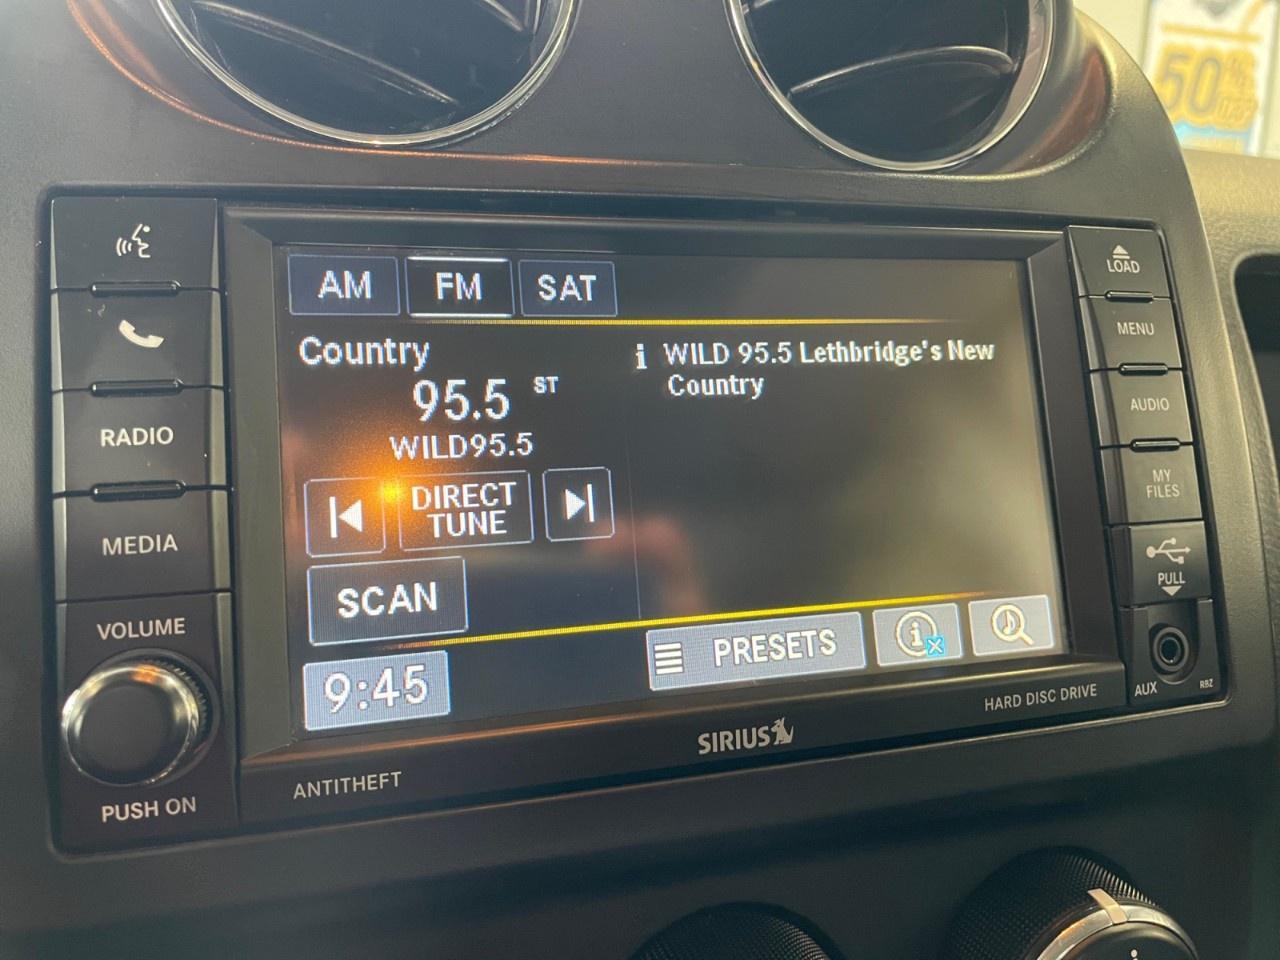 50
AM
FM
SAT
Country
95.5 ST
WILD95.5
i WILD 95.5 Lethbridge's New
Country
DIRECT
TUNE
SCAN
9:45
PRESETS
RADIO
MEDIA
VOLUME
PUSH ON
ANTITHEFT
SIRIUS
HARD DISC DRIVE
LOAD
MENU
AUDIO
MY
FILES
PULL
AUX
RBZ